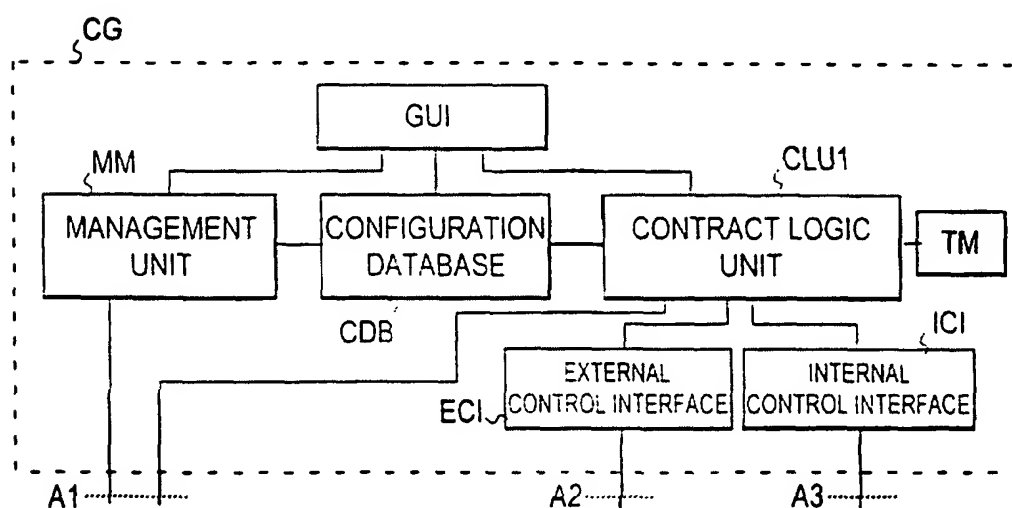 CG
GUI
MM
CLU1
MANAGEMENT
UNIT
CONFIGURATION
DATABASE
CONTRACT LOGIC
UNIT
TM
CDB
ICI
EXTERNAL
CONTROL INTERFACE
INTERNAL
CONTROL INTERFACE
ECI
A1
A2
A3